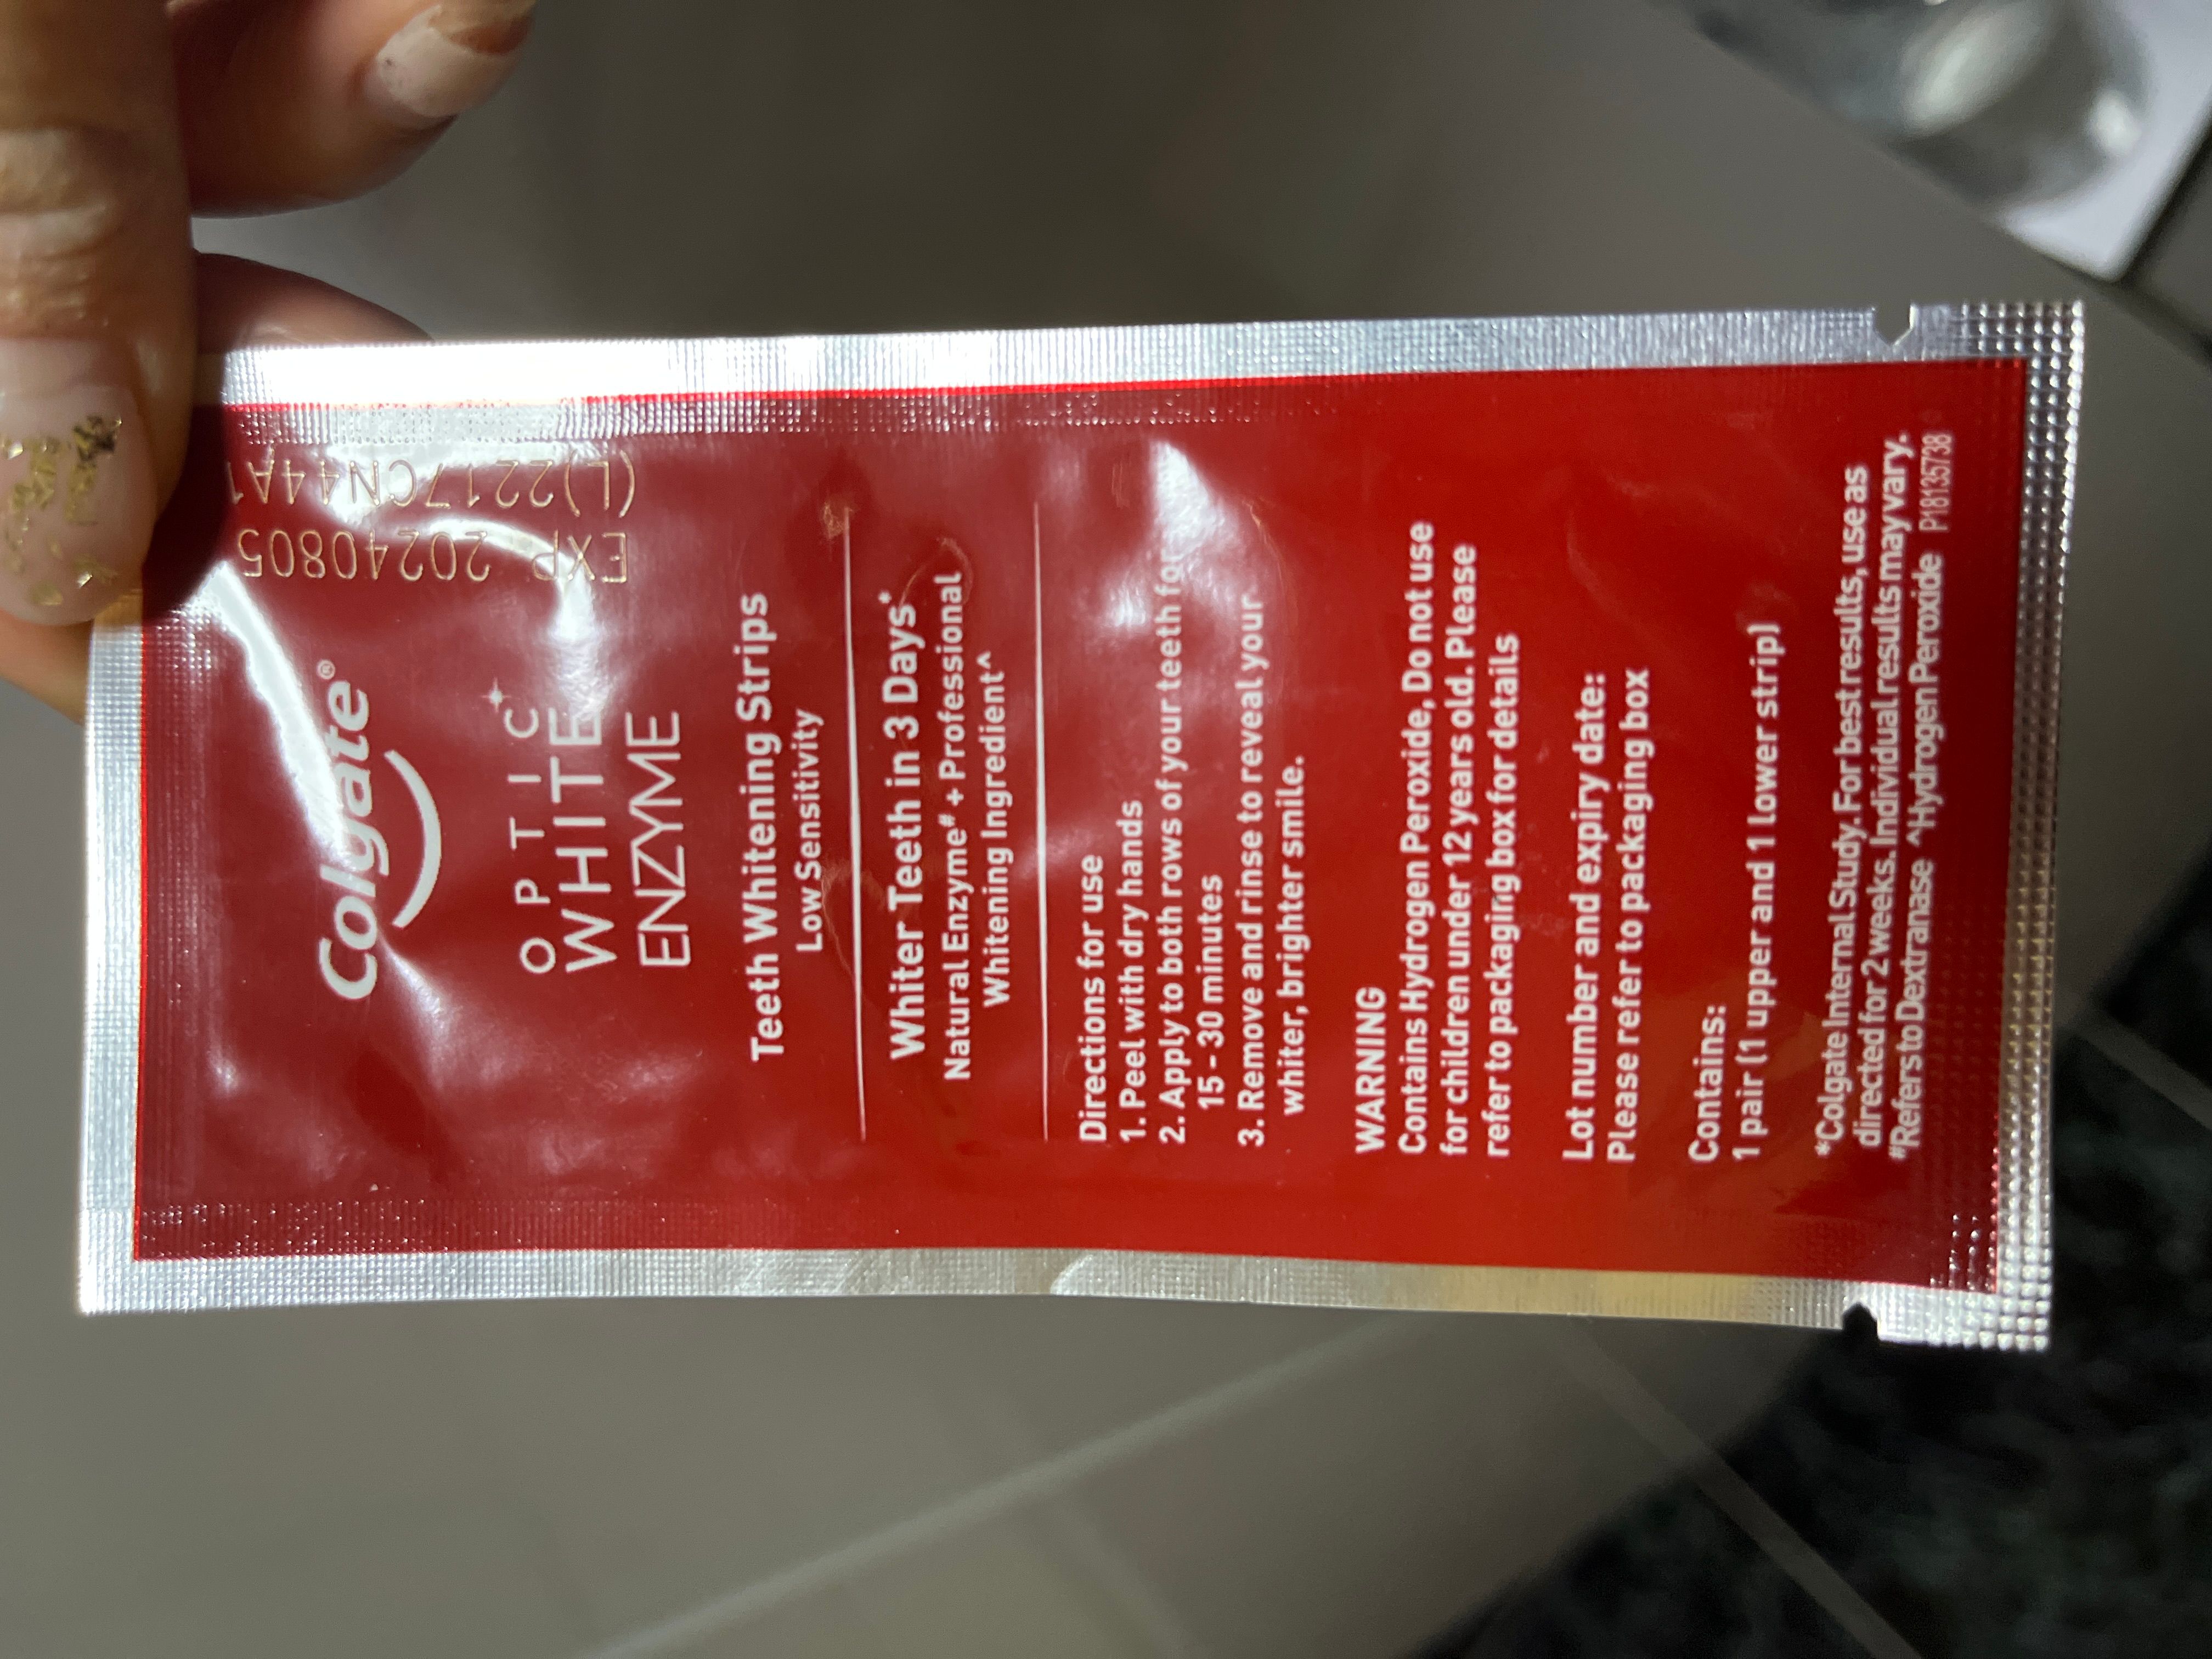 Colgate®
OPTIC
WHITE
ENZYME
EXP 20240805
(L)2217CN44A1
Teeth Whitening Strips
Low Sensitivity
Whiter Teeth in 3 Days*
Natural Enzyme# + Professional
Whitening Ingredient^
Directions for use
1. Peel with dry hands
2. Apply to both rows of your teeth for
15 - 30 minutes
3. Remove and rinse to reveal your
whiter, brighter smile.
WARNING
Contains Hydrogen Peroxide, Do not use
for children under 12 years old. Please
refer to packaging box for details
Lot number and expiry date:
Please refer to packaging box
Contains:
1 pair (1 upper and 1 lower strip)
*Colgate Internal Study. For best results, use as
directed for 2 weeks. Individual results may vary.
#Refers to Dextranase ^Hydrogen Peroxide P18135738